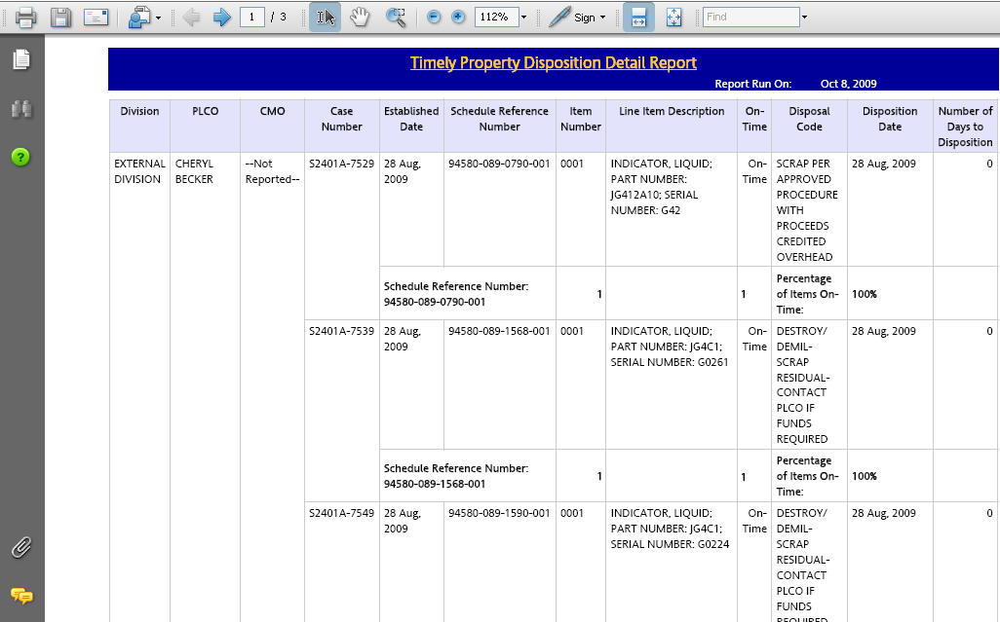 1 / 3 112% Sign Find
Timely Property Disposition Detail Report
Report Run On: Oct 8, 2009
Division PLCO CMO Case Number Established Date Schedule Reference Number Item Number Line Item Description On-Time Disposal Code Disposition Date Number of Days to Disposition
EXTERNAL DIVISION
CHERYL BECKER
--Not Reported--
S2401A-7529
28 Aug, 2009
94580-089-0790-001
0001
INDICATOR, LIQUID;
PART NUMBER:
JG412A10; SERIAL
NUMBER: G42
On-Time
SCRAP PER
APPROVED
PROCEDURE
WITH
PROCEEDS
CREDITED
OVERHEAD
28 Aug, 2009
0
Schedule Reference Number:
94580-089-0790-001
1
1
Percentage
of Items On-
Time:
100%
S2401A-7539
28 Aug, 2009
94580-089-1568-001
0001
INDICATOR, LIQUID;
PART NUMBER: JG4C1;
SERIAL NUMBER: G0261
On-Time
DESTROY/
DEMIL-
SCRAP
RESIDUAL-
CONTACT
PLCO IF
FUNDS
REQUIRED
28 Aug, 2009
0
Schedule Reference Number:
94580-089-1568-001
1
1
Percentage
of Items On-
Time:
100%
S2401A-7549
28 Aug, 2009
94580-089-1590-001
0001
INDICATOR, LIQUID;
PART NUMBER: JG4C1;
SERIAL NUMBER: G0224
On-Time
DESTROY/
DEMIL-
SCRAP
RESIDUAL-
CONTACT
PLCO IF
FUNDS
REQUIRED
28 Aug, 2009
0